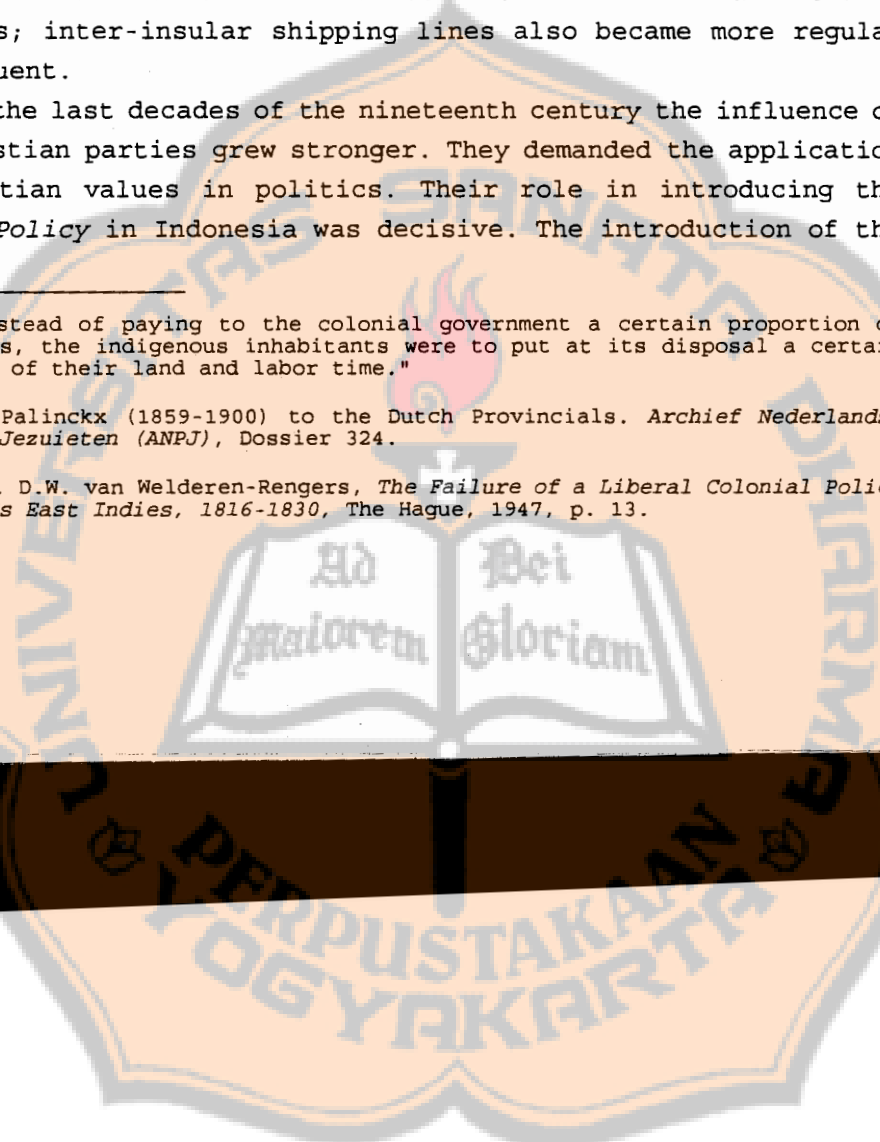 s; inter-insular shipping lines also became more regula
uent.
the last decades of the nineteenth century the influence o
stian parties grew stronger. They demanded the applicatio
tian values in politics. Their role in introducing th
Policy in Indonesia was decisive. The introduction of th
stead of paying to the colonial government a certain proportion o
s, the indigenous inhabitants were to put at its disposal a certai
of their land and labor time."
Palinckx (1859-1900) to the Dutch Provincials. Archief Nederlands
Jezuieten (ANPJ), Dossier 324.
. D.W. van Welderen-Rengers, The Failure of a Liberal Colonial Polic
s East Indies, 1816-1830, The Hague, 1947, p. 13.
UNIVERSITAS SANATA DHARMA
Ad Dei
maiorem Gloriam
PERPUSTAKAAN
YOGYAKARTA